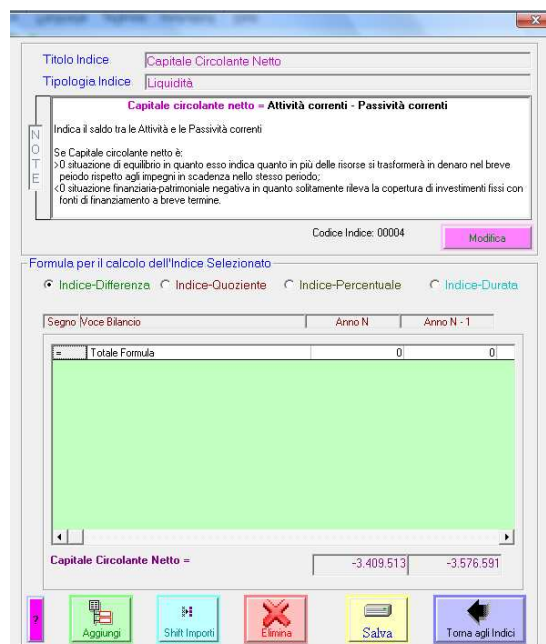 Titolo Indice Capitale Circolante Netto
Tipologia Indice Liquidità
NOTE
Capitale circolante netto = Attività correnti - Passività correnti
Indica il saldo tra le Attività e le Passività correnti
Se Capitale circolante netto è:
>0 situazione di equilibrio in quanto esso indica quanto in più delle risorse si trasformerà in denaro nel breve
peiodo rispetto agli impegni in scadenza nello stesso periodo;
<0 situazione finanziaria-patrimoniale negativa in quanto solitamente rileva la copertura di investimenti fissi con
fonti di finanziamento a breve termine.
Codice Indice: 00004 Modifica
Formula per il calcolo dell'Indice Selezionato
Indice-Differenza Indice-Quoziente Indice-Percentuale Indice-Durata
Segno Voce Bilancio Anno N Anno N - 1
= Totale Formula 0 0
Capitale Circolante Netto = -3.409.513 -3.576.591
? Aggiungi Shift Importi Elimina Salva Torna agli Indici